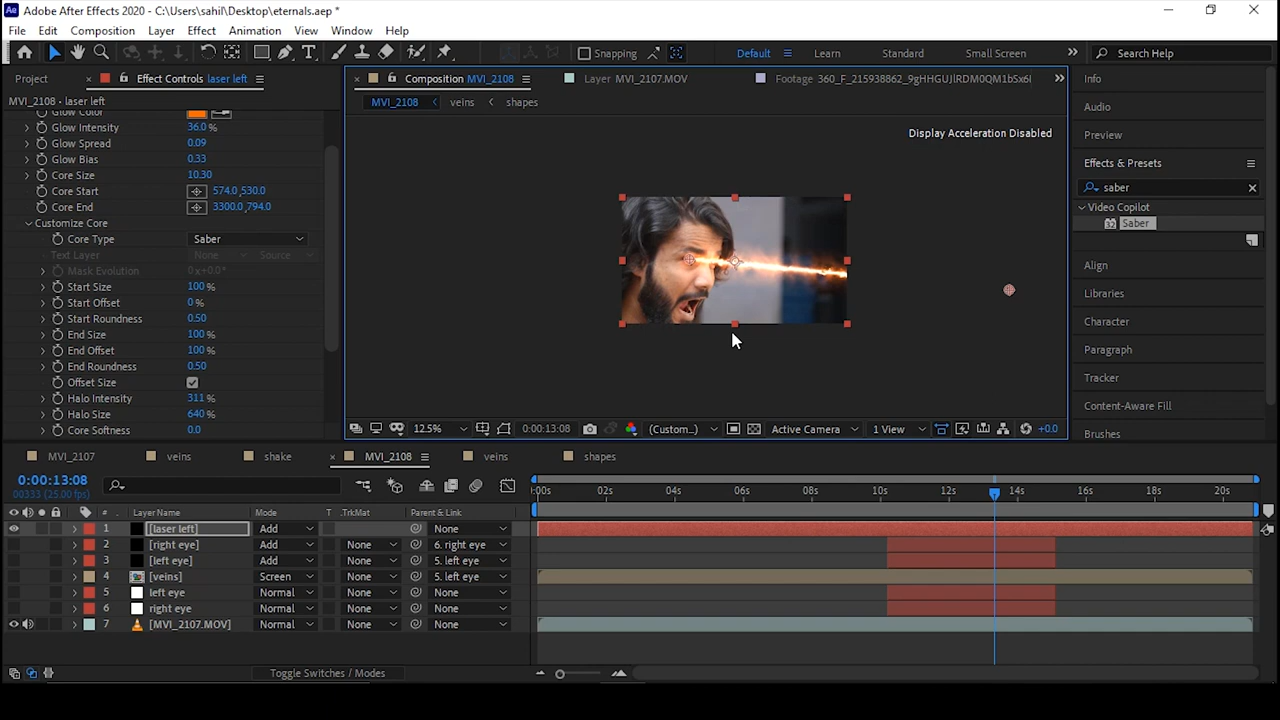 Adobe After Effects 2020 - C:\Users\sahil\Desktop\eternals.aep *
File Edit Composition Layer Effect Animation View Window Help
Snapping Default Learn Standard Small Screen Search Help
Project Effect Controls laser left
MVI_2108 · laser left
Glow Color
Glow Intensity 36.0 %
Glow Spread 0.09
Glow Bias 0.33
Core Size 10.30
Core Start 574.0,530.0
Core End 3300.0,794.0
Customize Core
Core Type Saber
Text Layer None Source
Mask Evolution 0x+0.0°
Start Size 100 %
Start Offset 0 %
Start Roundness 0.50
End Size 100 %
End Offset 100 %
End Roundness 0.50
Offset Size
Halo Intensity 311 %
Halo Size 640 %
Core Softness 0.0
Composition MVI_2108 Layer MVI_2107.MOV Footage
MVI_2108 veins shapes
Display Acceleration Disabled
12.5% 0:00:13:08 (Custom... Active Camera 1 View +0.0
Info
Audio
Preview
Effects & Presets
saber
Video Copilot
32 Saber
Align
Libraries
Character
Paragraph
Tracker
Content-Aware Fill
Brushes
MVI_2107 veins shake MVI_2108 veins shapes
0:00:13:08
00333 (25.00 fps)
:00s 02s 04s 06s 08s 10s 12s 14s 16s 18s 20s
# Layer Name Mode T .TrkMat Parent & Link
1 [laser left] Add None
2 [right eye] Add None 6. right eye
3 [left eye] Add None 5. left eye
4 [veins] Screen None 5. left eye
5 left eye Normal None None
6 right eye Normal None None
7 [MVI_2107.MOV] Normal None None
Toggle Switches / Modes